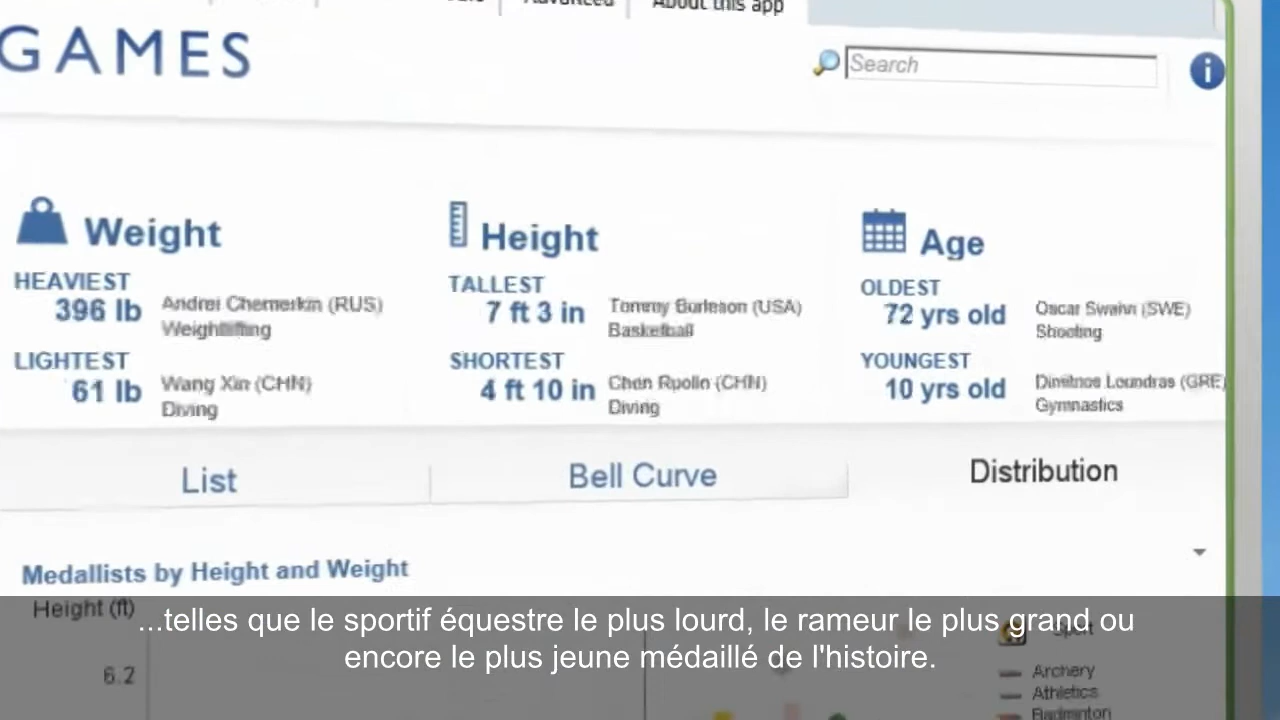 Advanced
About this app
GAMES
Search
Weight
HEAVIEST
396 lb
Andrei Chemerkin (RUS)
Weightlifting
LIGHTEST
61 lb
Wang Xin (CHN)
Diving
Height
TALLEST
7 ft 3 in
Tommy Burleson (USA)
Basketball
SHORTEST
4 ft 10 in
Chen Ruolin (CHN)
Diving
Age
OLDEST
72 yrs old
Oscar Swahn (SWE)
Shooting
YOUNGEST
10 yrs old
Dimitrios Loundras (GRE)
Gymnastics
List
Bell Curve
Distribution
Medallists by Height and Weight
Height (ft)
6.2
Sport
Archery
Athletics
Badminton
...telles que le sportif équestre le plus lourd, le rameur le plus grand ou
encore le plus jeune médaillé de l'histoire.